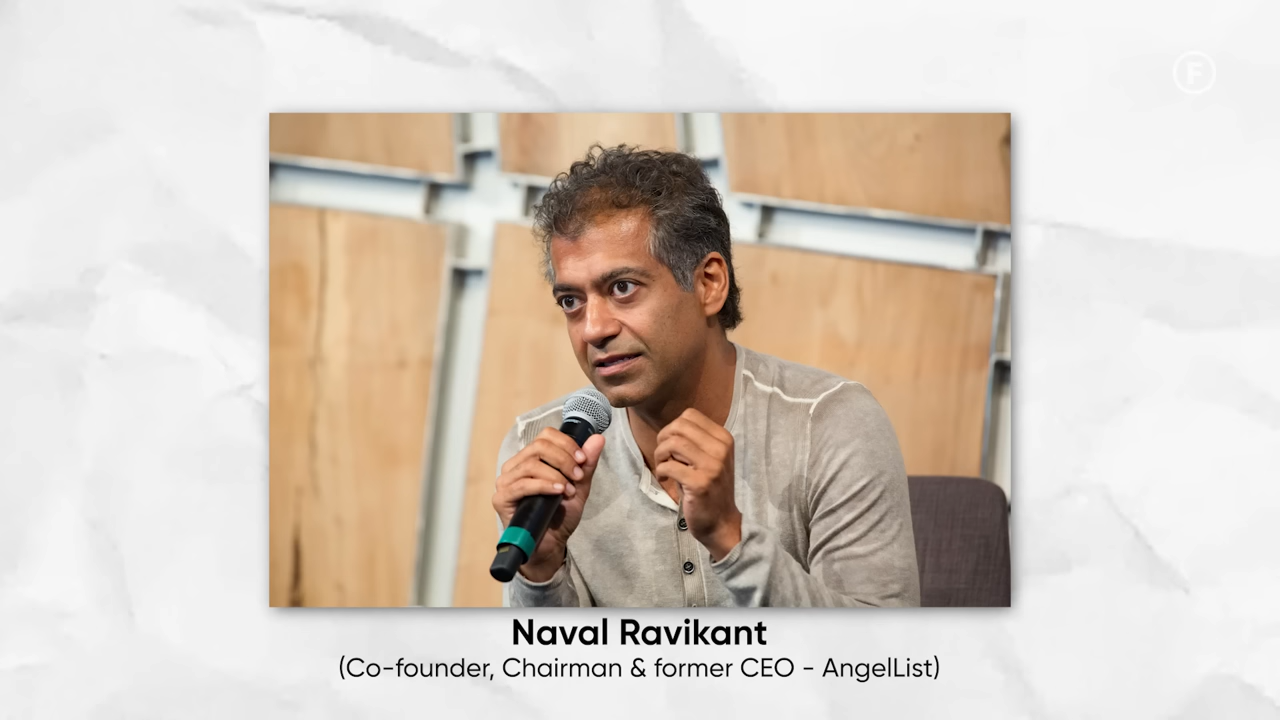 F
Naval Ravikant
(Co-founder, Chairman & former CEO - AngelList)